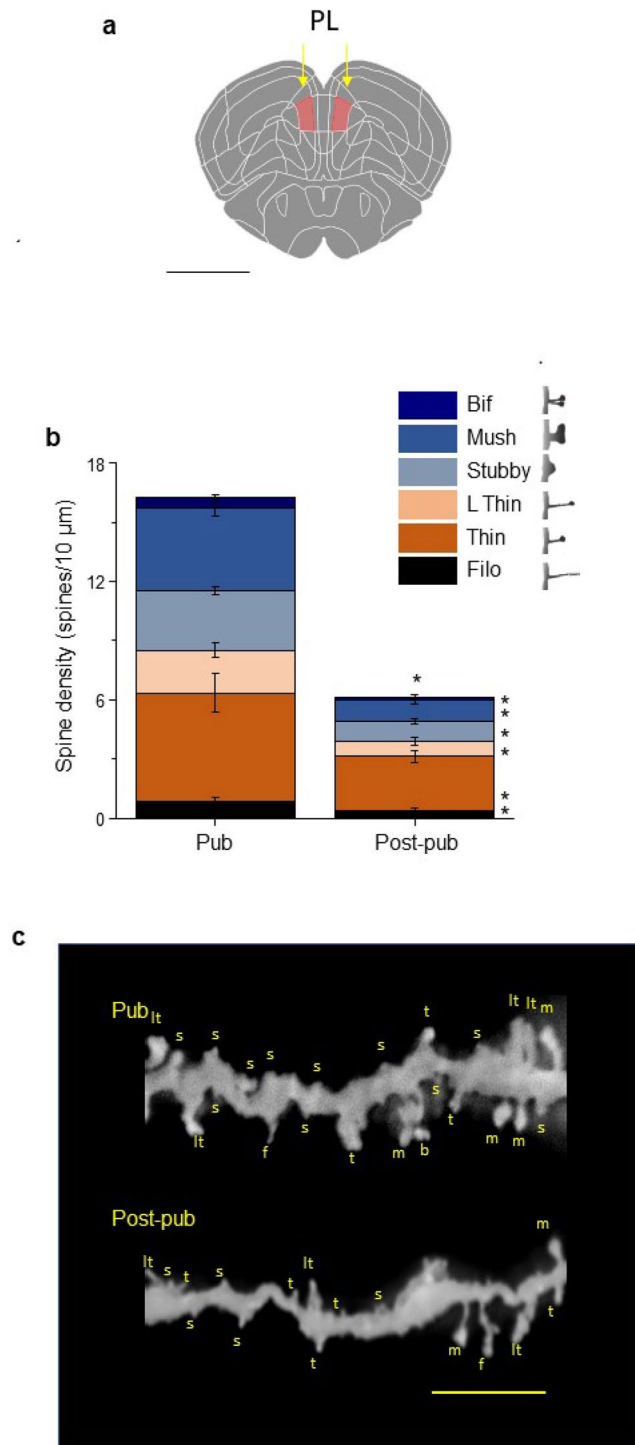 a
PL
b
Bif
Mush
Stubby
L Thin
Thin
Filo
Spine density (spines/10 µm)
18
12
6
0
*
*
*
*
*
*
*
Pub
Post-pub
c
Pub
lt
s
s
s
s
s
s
t
s
lt
lt
m
s
lt
f
s
t
m
b
s
t
m
m
s
Post-pub
lt
s
t
s
s
s
t
lt
t
t
s
m
f
lt
t
m